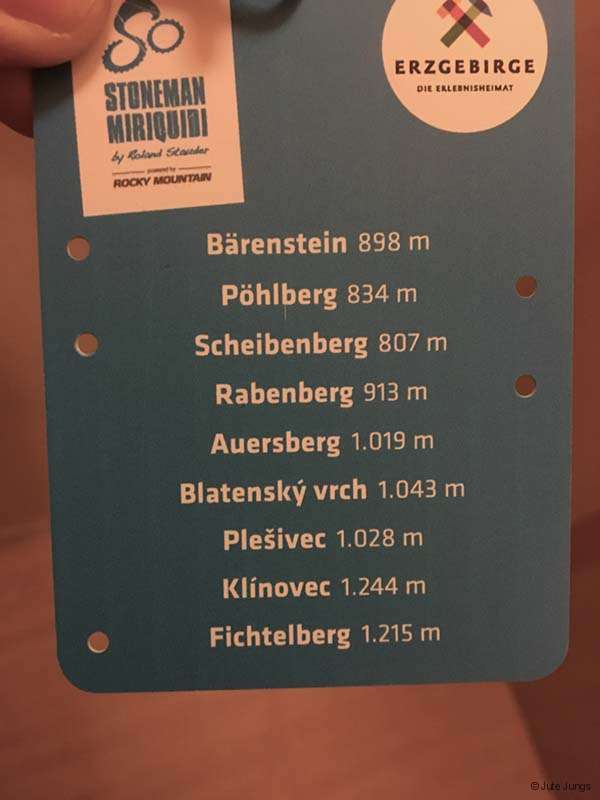 STONEMAN
MIRIQUIDI
by Roland Stauder
powered by
ROCKY MOUNTAIN
ERZGEBIRGE
DIE ERLEBNISHEIMAT
Bärenstein 898 m
Pöhlberg 834 m
Scheibenberg 807 m
Rabenberg 913 m
Auersberg 1.019 m
Blatenský vrch 1.043 m
Plešivec 1.028 m
Klínovec 1.244 m
Fichtelberg 1.215 m
© Jute Jungs